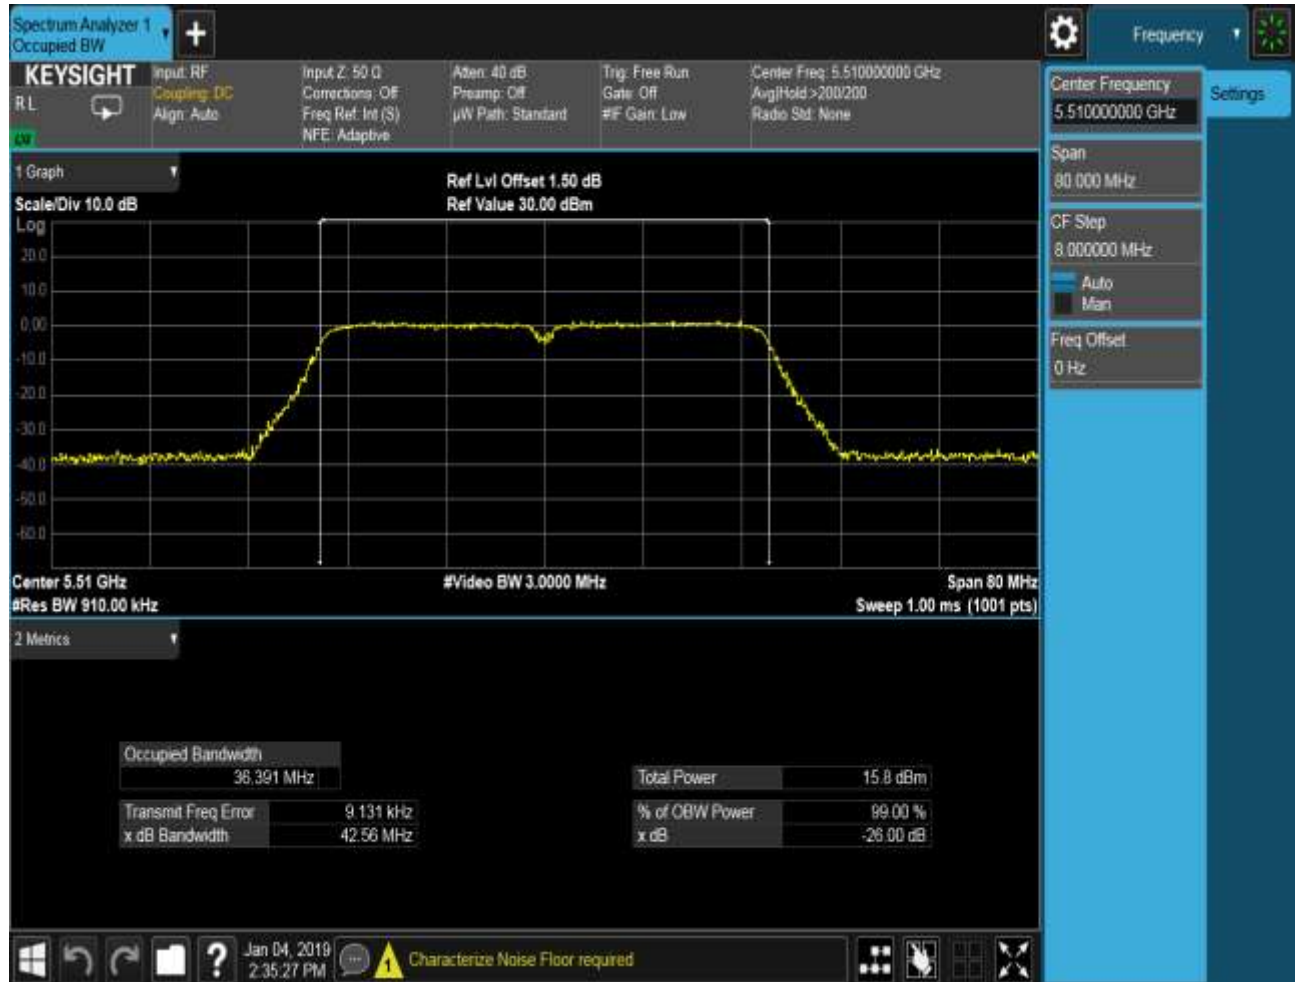 Spectrum Analyzer 1
Occupied BW
Frequency
KEYSIGHT
RL
Input: RF
Coupling: DC
Align: Auto
Input Z: 50 Ω
Corrections: Off
Freq Ref: Int (S)
NFE: Adaptive
Atten: 40 dB
Preamp: Off
µW Path: Standard
Trig: Free Run
Gate: Off
#IF Gain: Low
Center Freq: 5.510000000 GHz
Avg|Hold:>200/200
Radio Std: None
Center Frequency
5.510000000 GHz
Settings
Span
80.000 MHz
CF Step
8.000000 MHz
Auto
Man
Freq Offset
0 Hz
1 Graph
Scale/Div 10.0 dB
Ref Lvl Offset 1.50 dB
Ref Value 30.00 dBm
Log
20.0
10.0
0.00
-10.0
-20.0
-30.0
-40.0
-50.0
-60.0
Center 5.51 GHz
#Video BW 3.0000 MHz
Span 80 MHz
#Res BW 910.00 kHz
Sweep 1.00 ms (1001 pts)
2 Metrics
Occupied Bandwidth
36.391 MHz
Total Power 15.8 dBm
Transmit Freq Error 9.131 kHz
% of OBW Power 99.00 %
x dB Bandwidth 42.56 MHz
x dB -26.00 dB
Jan 04, 2019
2:35:27 PM
1
Characterize Noise Floor required